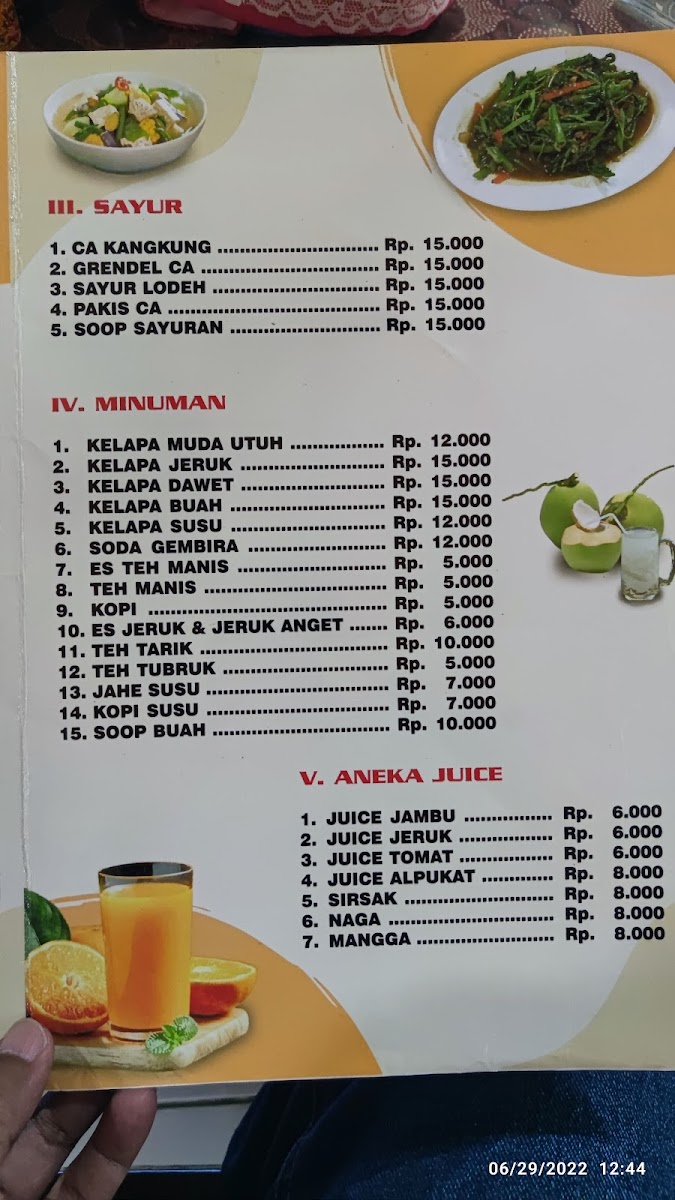 III. SAYUR
1. CA KANGKUNG ............................ Rp. 15.000
2. GRENDEL CA ............................... Rp. 15.000
3. SAYUR LODEH ............................. Rp. 15.000
4. PAKIS CA ..................................... Rp. 15.000
5. SOOP SAYURAN .......................... Rp. 15.000
IV. MINUMAN
1. KELAPA MUDA UTUH ................. Rp. 12.000
2. KELAPA JERUK ......................... Rp. 15.000
3. KELAPA DAWET ......................... Rp. 15.000
4. KELAPA BUAH ........................... Rp. 15.000
5. KELAPA SUSU ........................... Rp. 12.000
6. SODA GEMBIRA ........................ Rp. 12.000
7. ES TEH MANIS .......................... Rp. 5.000
8. TEH MANIS ................................ Rp. 5.000
9. KOPI .......................................... Rp. 5.000
10. ES JERUK & JERUK ANGET ....... Rp. 6.000
11. TEH TARIK ................................. Rp. 10.000
12. TEH TUBRUK ............................. Rp. 5.000
13. JAHE SUSU ................................ Rp. 7.000
14. KOPI SUSU ................................ Rp. 7.000
15. SOOP BUAH ............................... Rp. 10.000
V. ANEKA JUICE
1. JUICE JAMBU ................ Rp. 6.000
2. JUICE JERUK ................. Rp. 6.000
3. JUICE TOMAT ................. Rp. 6.000
4. JUICE ALPUKAT ............. Rp. 8.000
5. SIRSAK .......................... Rp. 8.000
6. NAGA ............................. Rp. 8.000
7. MANGGA ........................ Rp. 8.000
06/29/2022 12:44